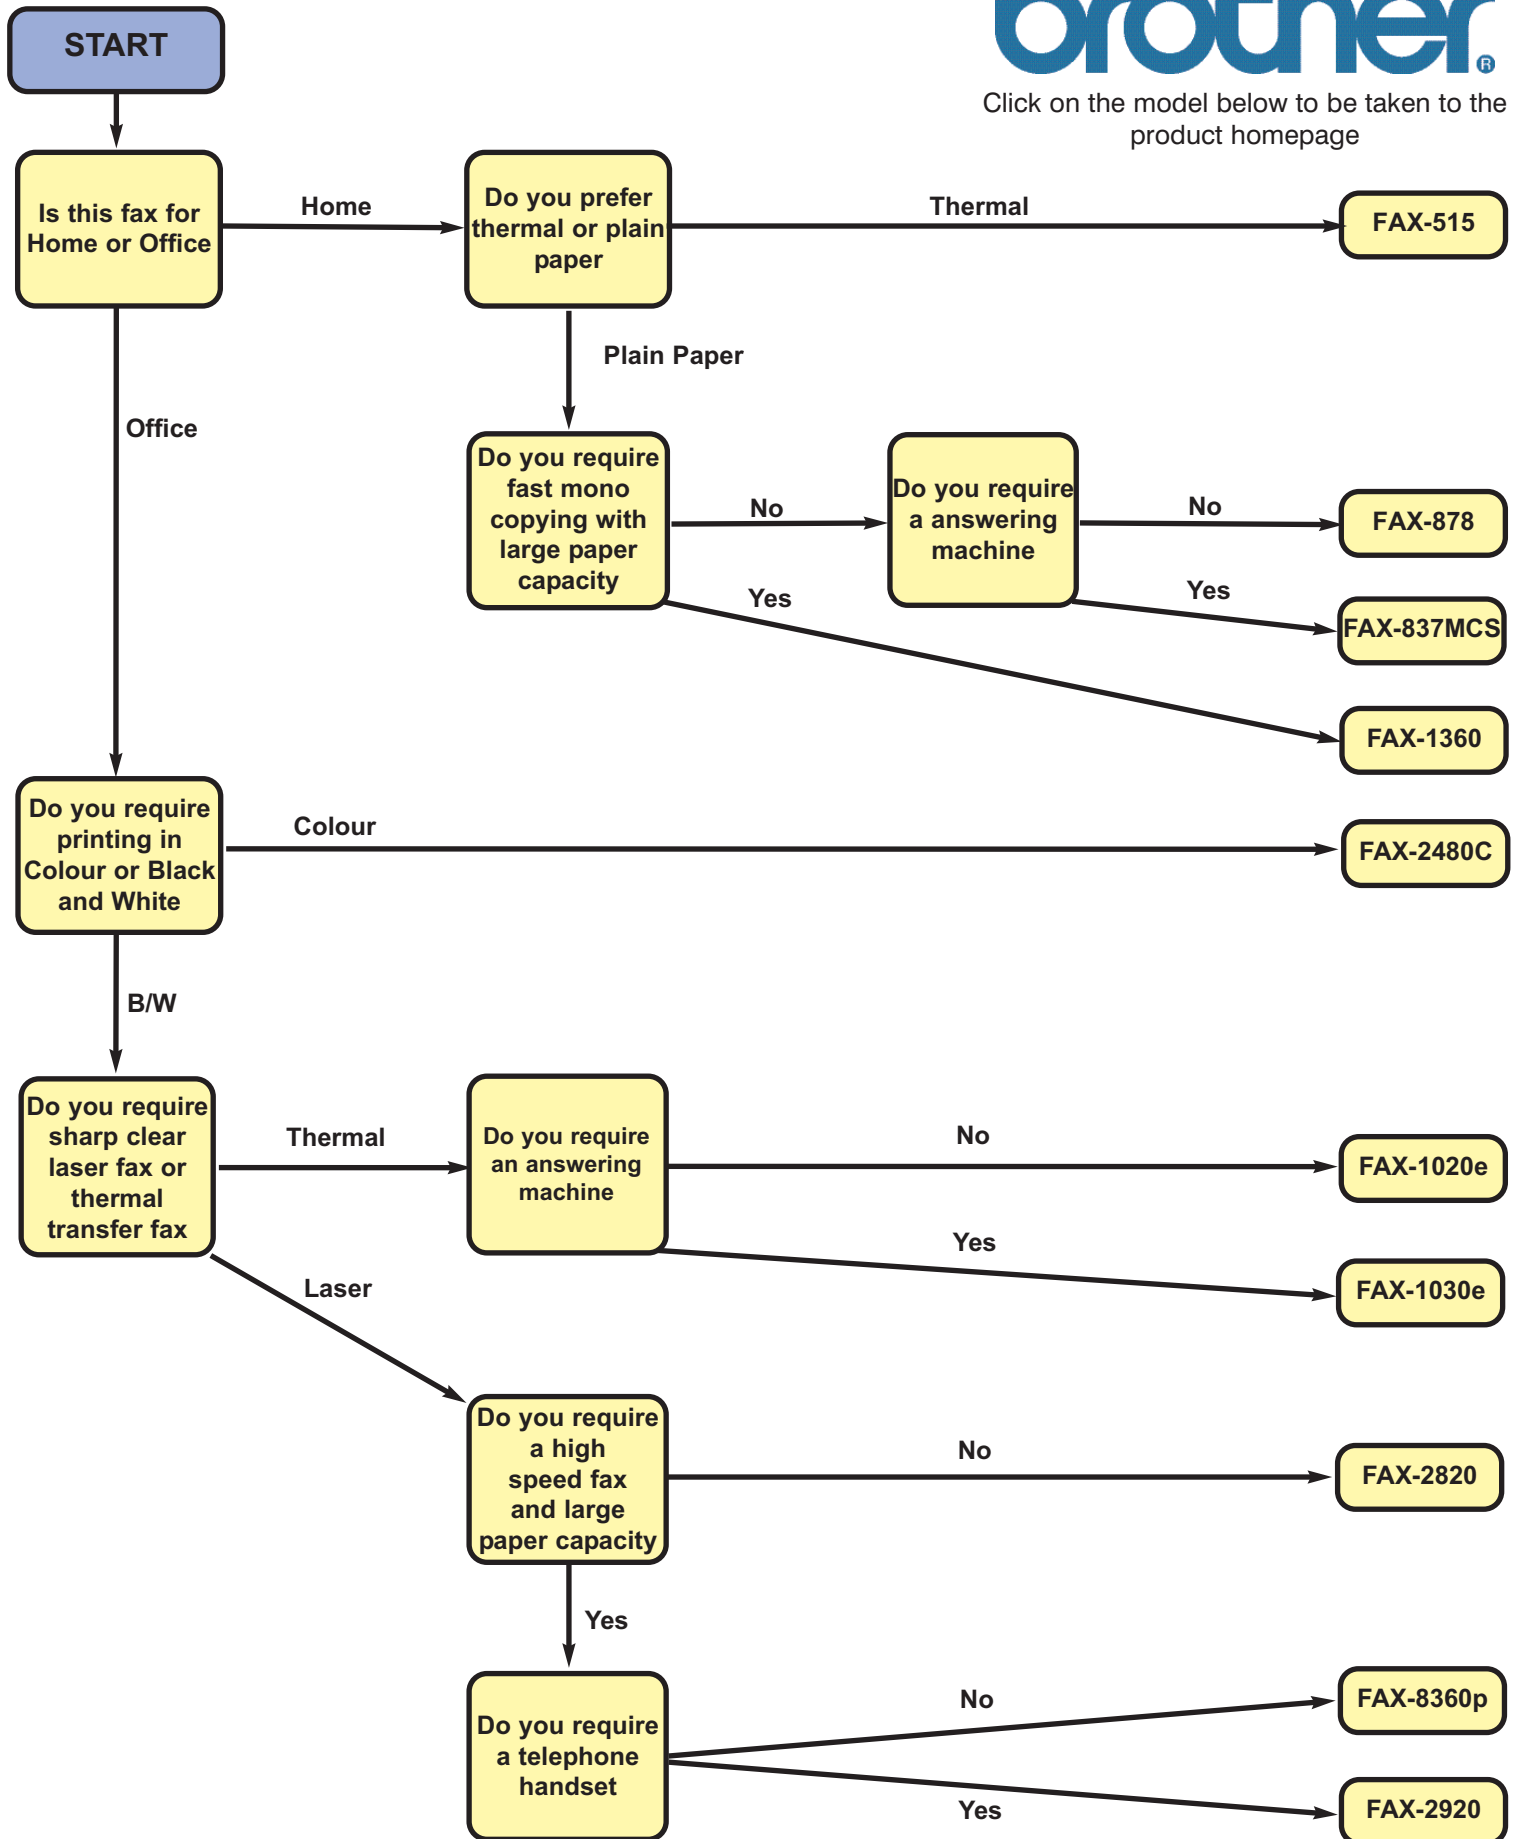 START
brother®
Click on the model below to be taken to the
product homepage
Is this fax for
Home or Office
Home
Do you prefer
thermal or plain
paper
Thermal
FAX-515
Plain Paper
Office
Do you require
fast mono
copying with
large paper
capacity
No
Do you require
a answering
machine
No
FAX-878
Yes
FAX-837MCS
Yes
FAX-1360
Do you require
printing in
Colour or Black
and White
Colour
FAX-2480C
B/W
Do you require
sharp clear
laser fax or
thermal
transfer fax
Thermal
Do you require
an answering
machine
No
FAX-1020e
Yes
FAX-1030e
Laser
Do you require
a high
speed fax
and large
paper capacity
No
FAX-2820
Yes
Do you require
a telephone
handset
No
FAX-8360p
Yes
FAX-2920